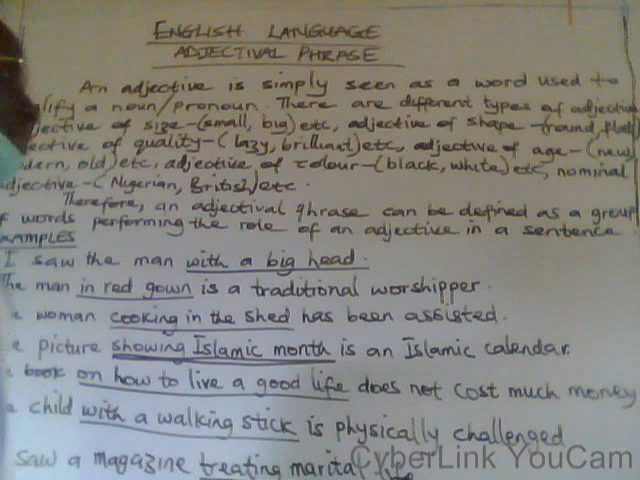 ENGLISH LANGUAGE
ADJECTIVAL PHRASE
An adjective is simply seen as a word used to
lify a noun/pronoun. There are different types of adjective
jective of size-(small, big)etc, adjective of shape-(round, flat)
jective of quality-(lazy, brilliant)etc, adjective of age-(new,
dern, old)etc, adjective of colour-(black, white)etc, nominal
djective-(Nigerian, British)etc.
Therefore, an adjectival phrase can be defined as a group
f words performing the role of an adjective in a sentence
XAMPLES
I saw the man with a big head.
The man in red gown is a traditional worshipper.
e woman cooking in the shed has been assisted.
e picture showing Islamic month is an Islamic calendar.
e book on how to live a good life does not cost much money
e child with a walking stick is physically challenged
saw a magazine treating marital life
CyberLink YouCam